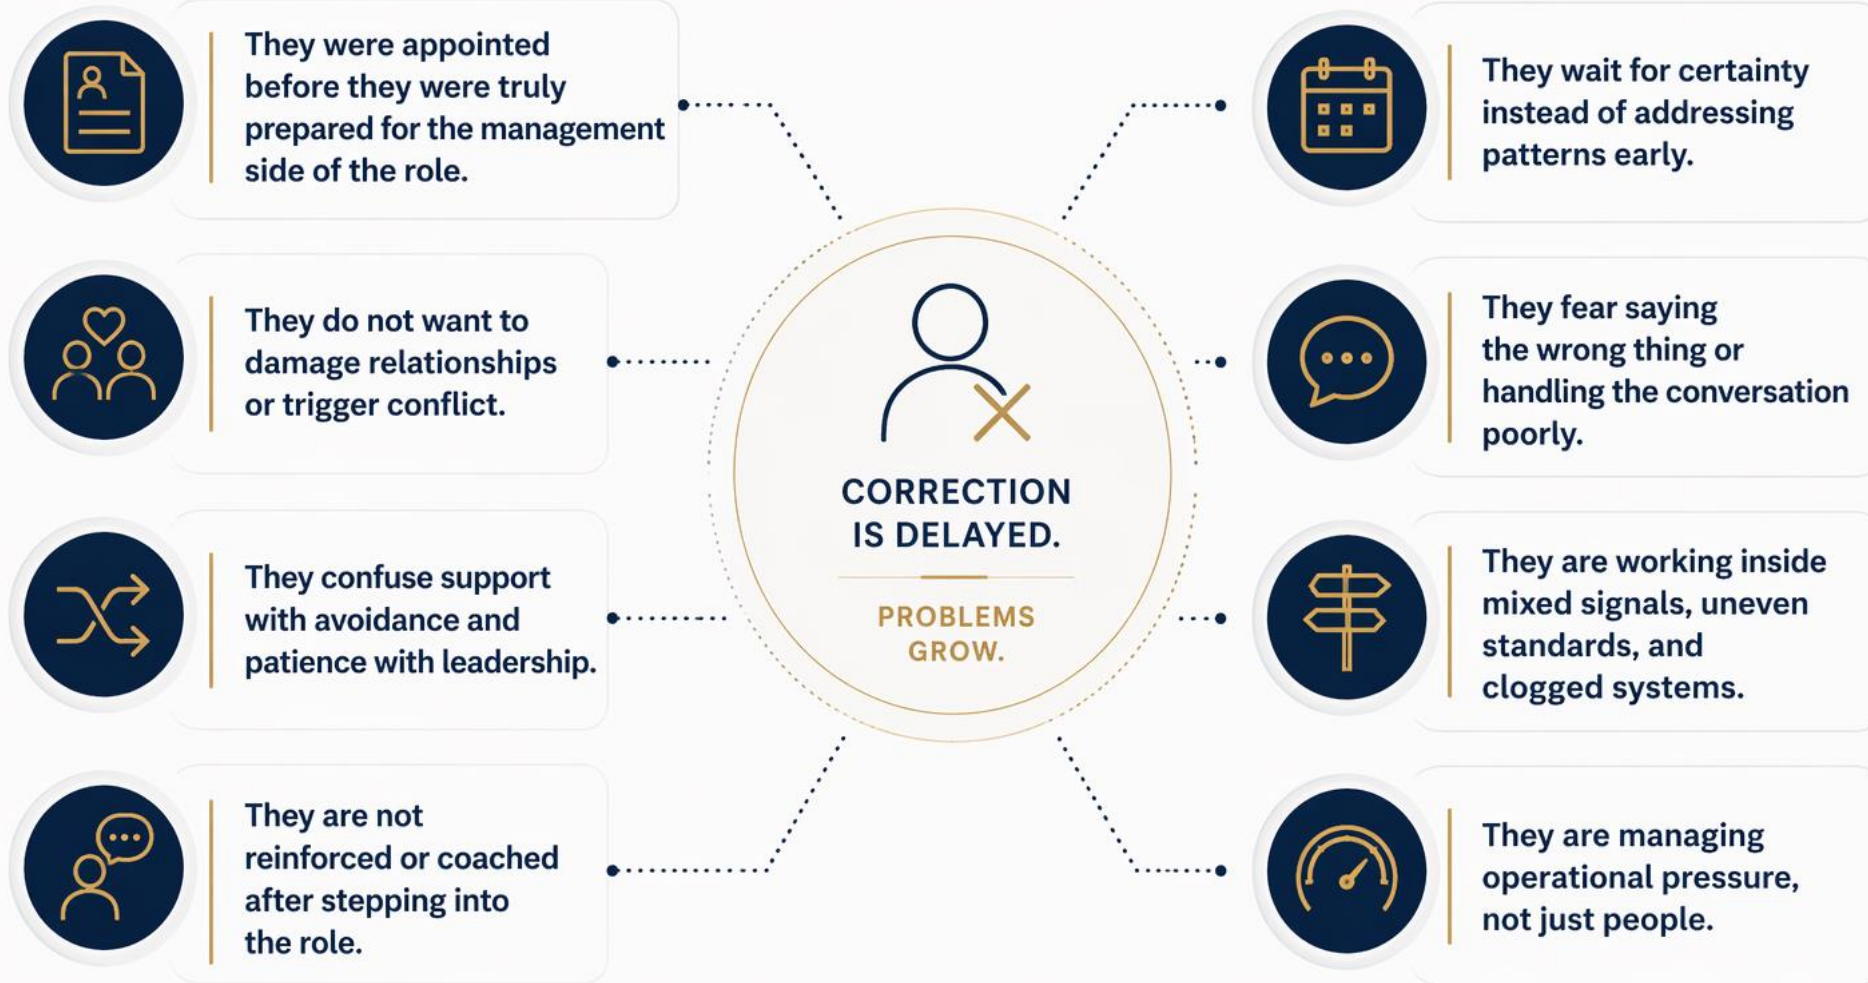 They were appointed
before they were truly
prepared for the management
side of the role.
They do not want to
damage relationships
or trigger conflict.
They confuse support
with avoidance and
patience with leadership.
They are not
reinforced or coached
after stepping into
the role.
CORRECTION
IS DELAYED.
PROBLEMS
GROW.
They wait for certainty
instead of addressing
patterns early.
They fear saying
the wrong thing or
handling the conversation
poorly.
They are working inside
mixed signals, uneven
standards, and
clogged systems.
They are managing
operational pressure,
not just people.